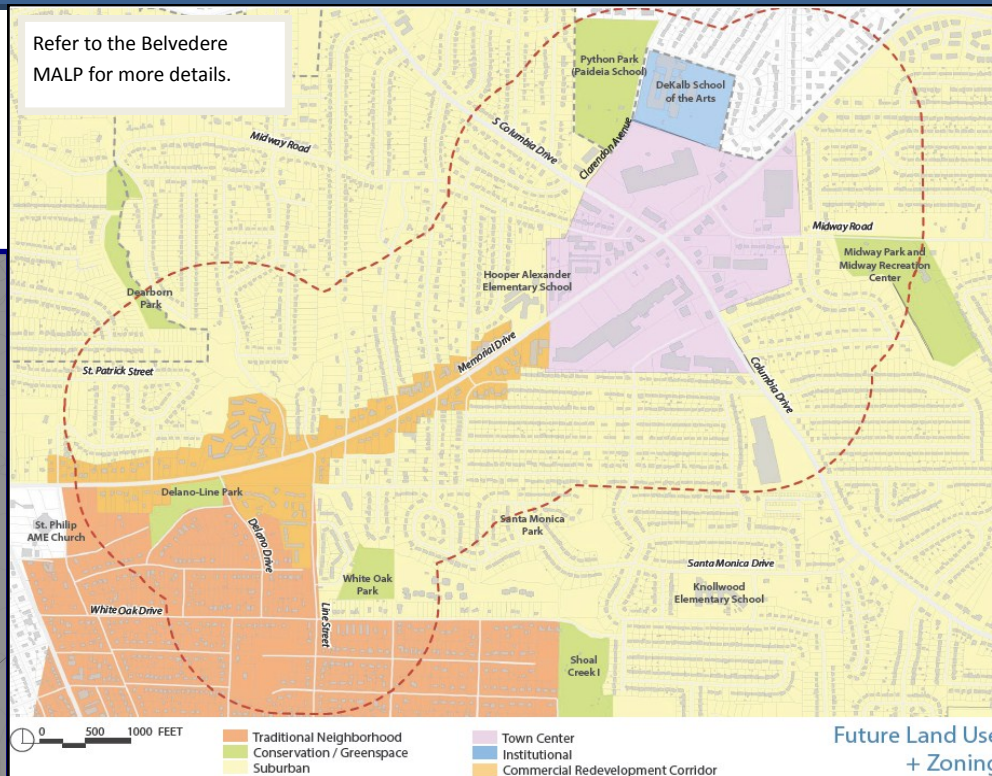 Refer to the Belvedere
MALP for more details.
Python Park
(Paideia School)
DeKalb School
of the Arts
S Columbia Drive
Clarendon Avenue
Midway Road
Midway Road
Midway Park and
Midway Recreation
Center
Hooper Alexander
Elementary School
Dearborn
Park
Memorial Drive
St. Patrick Street
Columbia Drive
Delano-Line Park
St. Philip
AME Church
Delano Drive
Santa Monica
Park
Santa Monica Drive
White Oak
Park
Knollwood
Elementary School
White Oak Drive
Line Street
Shoal
Creek I
0 500 1000 FEET
Traditional Neighborhood
Conservation / Greenspace
Suburban
Town Center
Institutional
Commercial Redevelopment Corridor
Future Land Use
+ Zoning